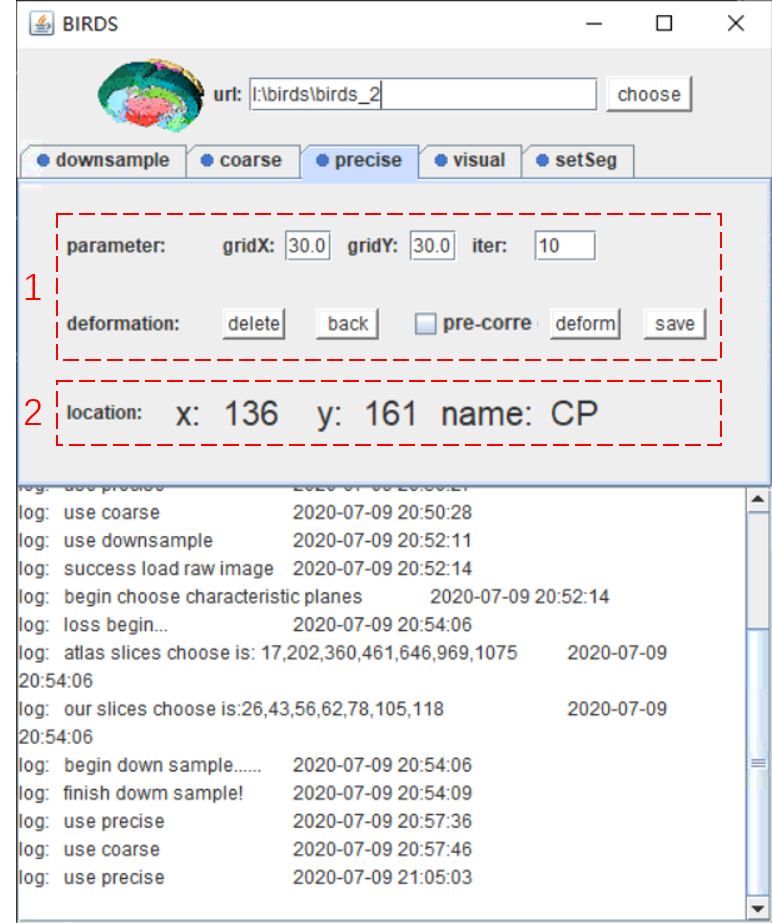 BIRDS
url: I:\birds\birds_2 choose
downsample coarse precise visual setSeg
parameter: gridX: 30.0 gridY: 30.0 iter: 10
1
deformation: delete back pre-corre deform save
2 location: x: 136 y: 161 name: CP
log: use precise
log: use coarse 2020-07-09 20:50:28
log: use downsample 2020-07-09 20:52:11
log: success load raw image 2020-07-09 20:52:14
log: begin choose characteristic planes 2020-07-09 20:52:14
log: loss begin... 2020-07-09 20:54:06
log: atlas slices choose is: 17,202,360,461,646,969,1075 2020-07-09
20:54:06
log: our slices choose is:26,43,56,62,78,105,118 2020-07-09
20:54:06
log: begin down sample...... 2020-07-09 20:54:06
log: finish dowm sample! 2020-07-09 20:54:09
log: use precise 2020-07-09 20:57:36
log: use coarse 2020-07-09 20:57:46
log: use precise 2020-07-09 21:05:03